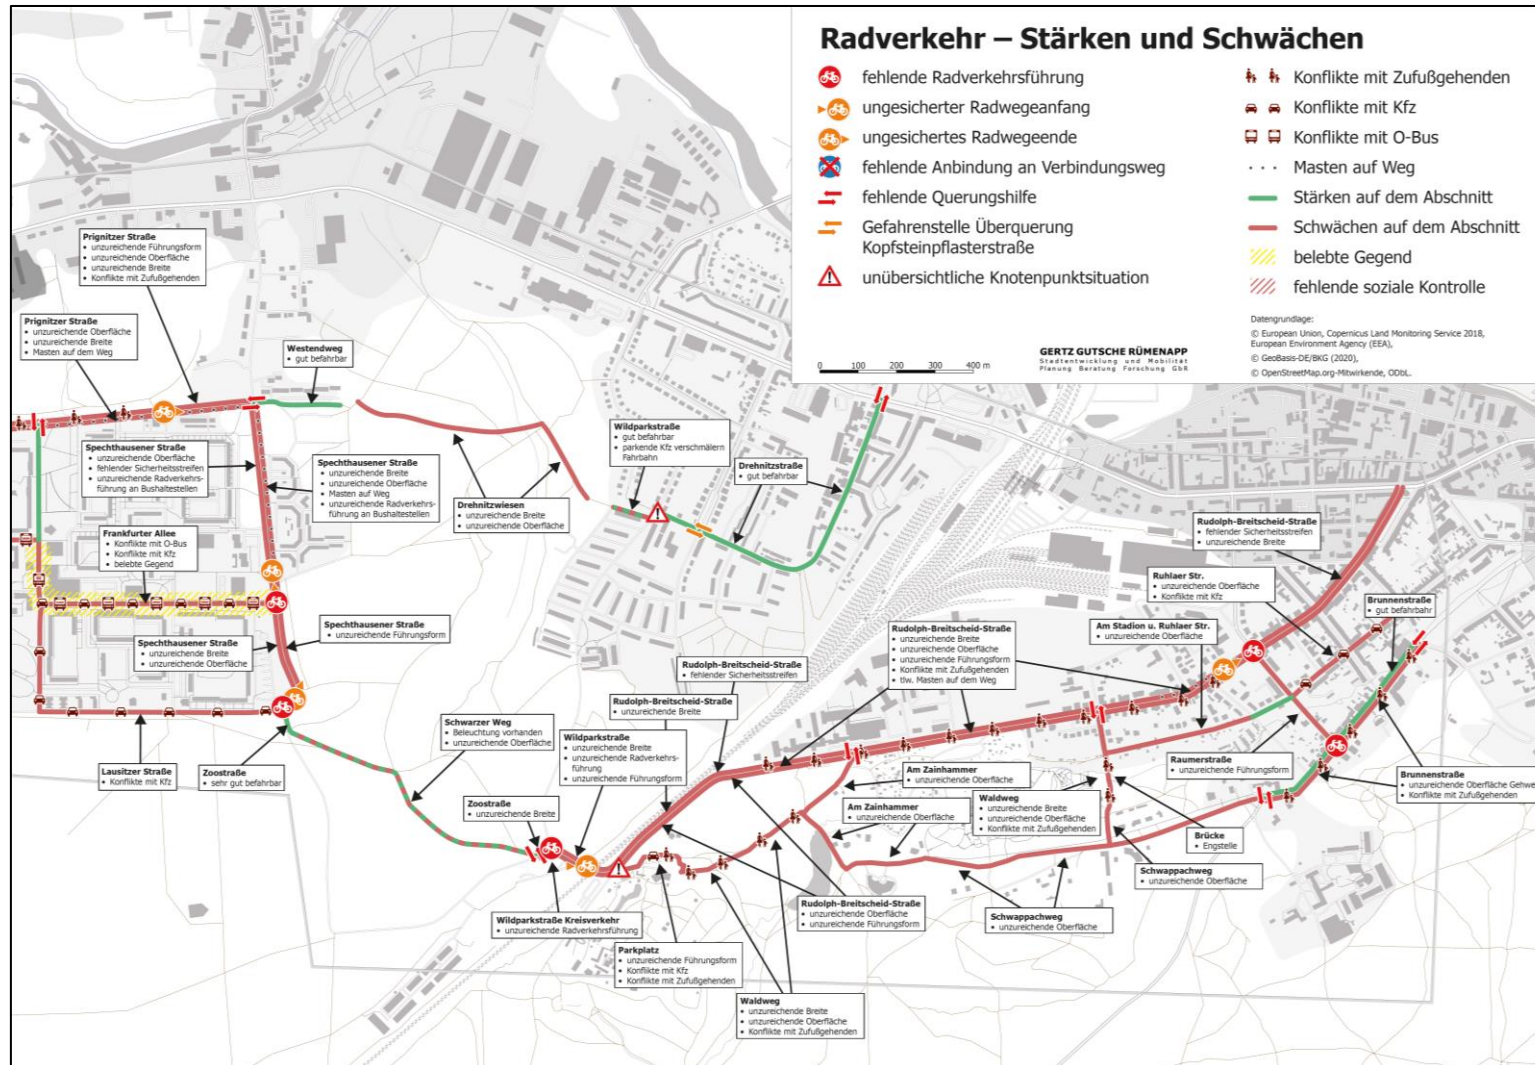 Radverkehr – Stärken und Schwächen
fehlende Radverkehrsführung
ungesicherter Radwegeanfang
ungesichertes Radwegeende
fehlende Anbindung an Verbindungsweg
fehlende Querungshilfe
Gefahrenstelle Überquerung
Kopfsteinpflasterstraße
unübersichtliche Knotenpunktsituation
Konflikte mit Zufußgehenden
Konflikte mit Kfz
Konflikte mit O-Bus
Masten auf Weg
Stärken auf dem Abschnitt
Schwächen auf dem Abschnitt
belebte Gegend
fehlende soziale Kontrolle
Datengrundlage:
© European Union, Copernicus Land Monitoring Service 2018,
European Environment Agency (EEA),
© GeoBasis-DE/BKG (2020),
© OpenStreetMap.org-Mitwirkende, ODbL.
0 100 200 300 400 m
GERTZ GUTSCHE RÜMENAPP
Stadtentwicklung und Mobilität
Planung Beratung Forschung GbR
Prignitzer Straße
• unzureichende Führungsform
• unzureichende Oberfläche
• unzureichende Breite
• Konflikte mit Zufußgehenden
Prignitzer Straße
• unzureichende Oberfläche
• unzureichende Breite
• Masten auf dem Weg
Westendweg
• gut befahrbar
Spechthausener Straße
• unzureichende Oberfläche
• fehlender Sicherheitsstreifen
• unzureichende Radverkehrs-
führung an Bushaltestellen
Spechthausener Straße
• unzureichende Breite
• unzureichende Oberfläche
• Masten auf Weg
• unzureichende Radverkehrs-
führung an Bushaltestellen
Drehnitzwiesen
• unzureichende Breite
• unzureichende Oberfläche
Wildparkstraße
• gut befahrbar
• parkende Kfz verschmälern
Fahrbahn
Drehnitzstraße
• gut befahrbar
Frankfurter Allee
• Konflikte mit O-Bus
• Konflikte mit Kfz
• belebte Gegend
Spechthausener Straße
• unzureichende Führungsform
Spechthausener Straße
• unzureichende Breite
• unzureichende Oberfläche
Lausitzer Straße
• Konflikte mit Kfz
Zoostraße
• sehr gut befahrbar
Schwarzer Weg
• Beleuchtung vorhanden
• unzureichende Oberfläche
Zoostraße
• unzureichende Breite
Wildparkstraße
• unzureichende Breite
• unzureichende Radverkehrs-
führung
• unzureichende Führungsform
Rudolph-Breitscheid-Straße
• unzureichende Breite
Rudolph-Breitscheid-Straße
• fehlender Sicherheitsstreifen
Rudolph-Breitscheid-Straße
• unzureichende Breite
• unzureichende Oberfläche
• unzureichende Führungsform
• Konflikte mit Zufußgehenden
• tlw. Masten auf dem Weg
Rudolph-Breitscheid-Straße
• fehlender Sicherheitsstreifen
• unzureichende Breite
Ruhlaer Str.
• unzureichende Oberfläche
• Konflikte mit Kfz
Brunnenstraße
• gut befahrbahr
Am Stadion u. Ruhlaer Str.
• unzureichende Oberfläche
Raumerstraße
• unzureichende Führungsform
Brunnenstraße
• unzureichende Oberfläche Gehwe
• Konflikte mit Zufußgehenden
Am Zainhammer
• unzureichende Oberfläche
Am Zainhammer
• unzureichende Oberfläche
Waldweg
• unzureichende Breite
• unzureichende Oberfläche
• Konflikte mit Zufußgehenden
Brücke
• Engstelle
Schwappachweg
• unzureichende Oberfläche
Schwappachweg
• unzureichende Oberfläche
Rudolph-Breitscheid-Straße
• unzureichende Oberfläche
• unzureichende Führungsform
Wildparkstraße Kreisverkehr
• unzureichende Radverkehrsführung
Parkplatz
• unzureichende Führungsform
• Konflikte mit Kfz
• Konflikte mit Zufußgehenden
Waldweg
• unzureichende Breite
• unzureichende Oberfläche
• Konflikte mit Zufußgehenden